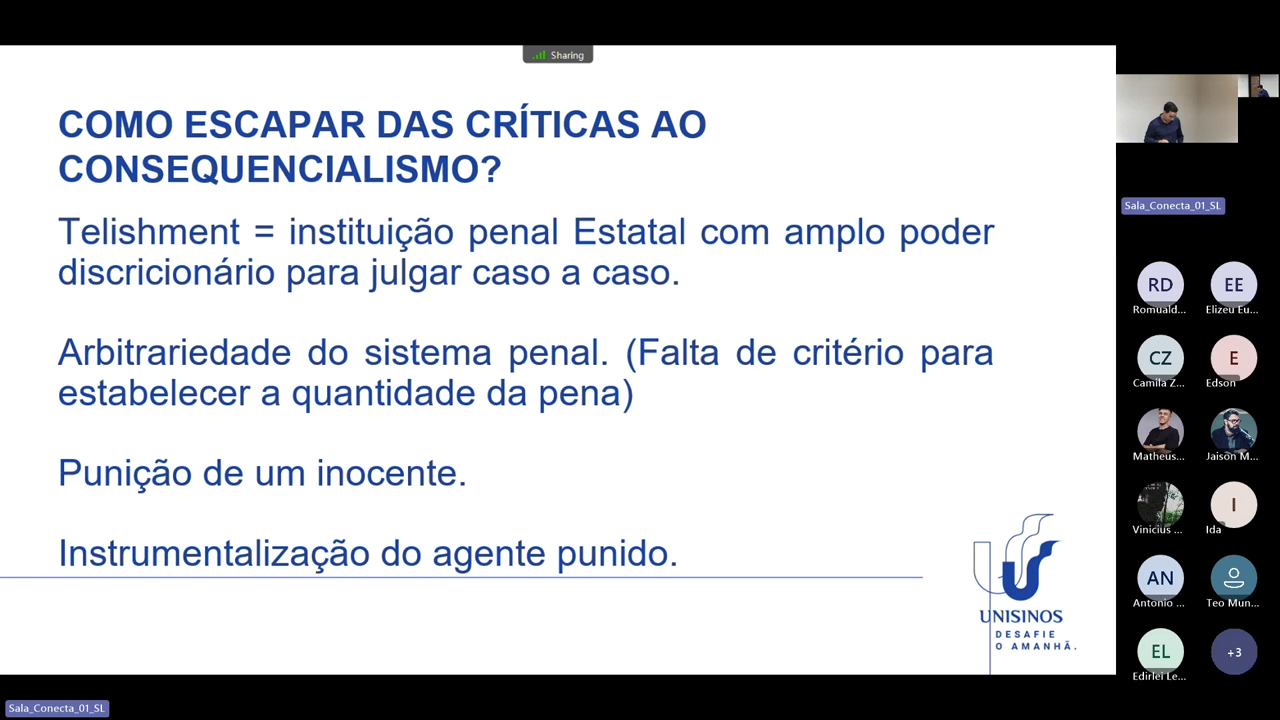 Sharing
COMO ESCAPAR DAS CRÍTICAS AO
CONSEQUENCIALISMO?
Telishment = instituição penal Estatal com amplo poder
discricionário para julgar caso a caso.
Arbitrariedade do sistema penal. (Falta de critério para
estabelecer a quantidade da pena)
Punição de um inocente.
Instrumentalização do agente punido.
UNISINOS
DESAFIE
O AMANHÃ.
Sala_Conecta_01_SL
RD
Romuald...
EE
Elizeu Eu...
CZ
Camila Z...
E
Edson
Matheus...
Jaison M...
Vinicius ...
I
Ida
AN
Antonio ...
Teo Mun...
EL
Edirlei Le...
+3
Sala_Conecta_01_SL